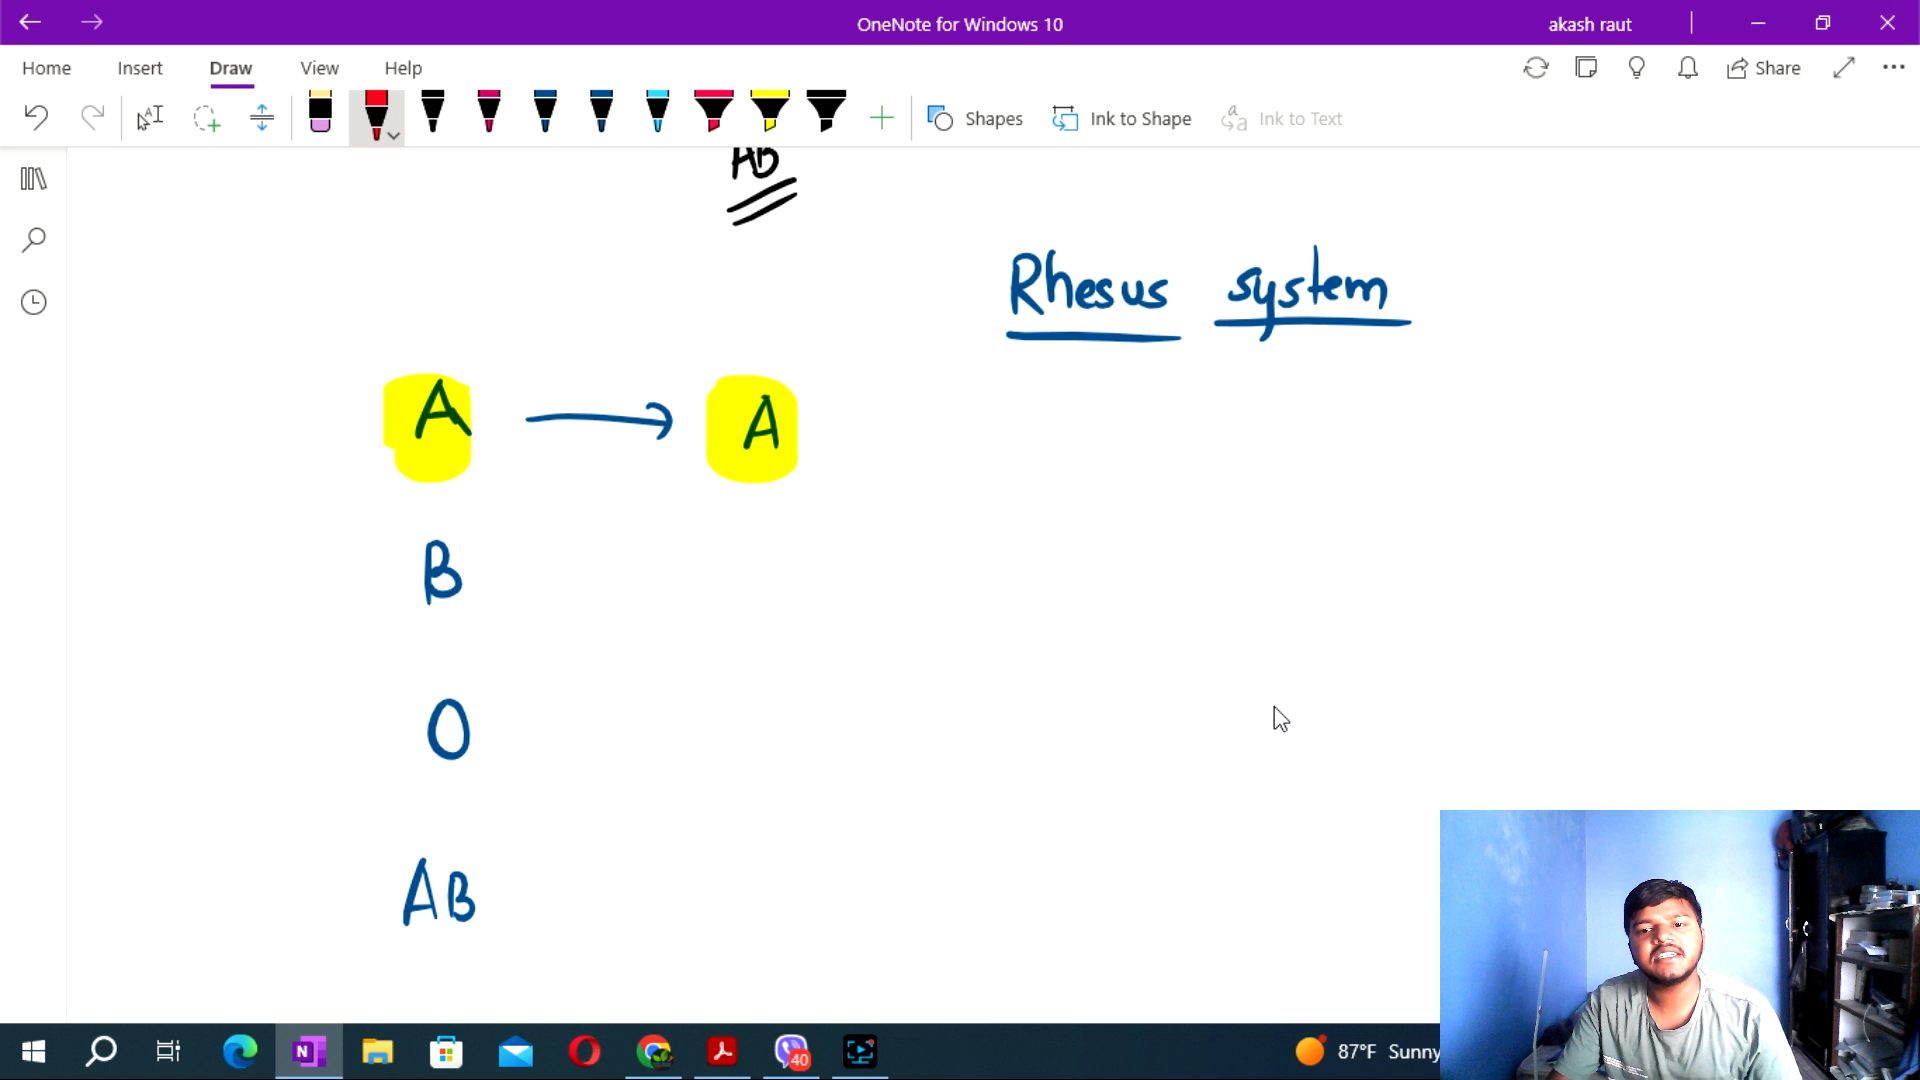 OneNote for Windows 10
akash raut
Home Insert Draw View Help
Share
Shapes Ink to Shape Ink to Text
AB
Rhesus system
A → A
B
O
AB
40
87°F Sunny